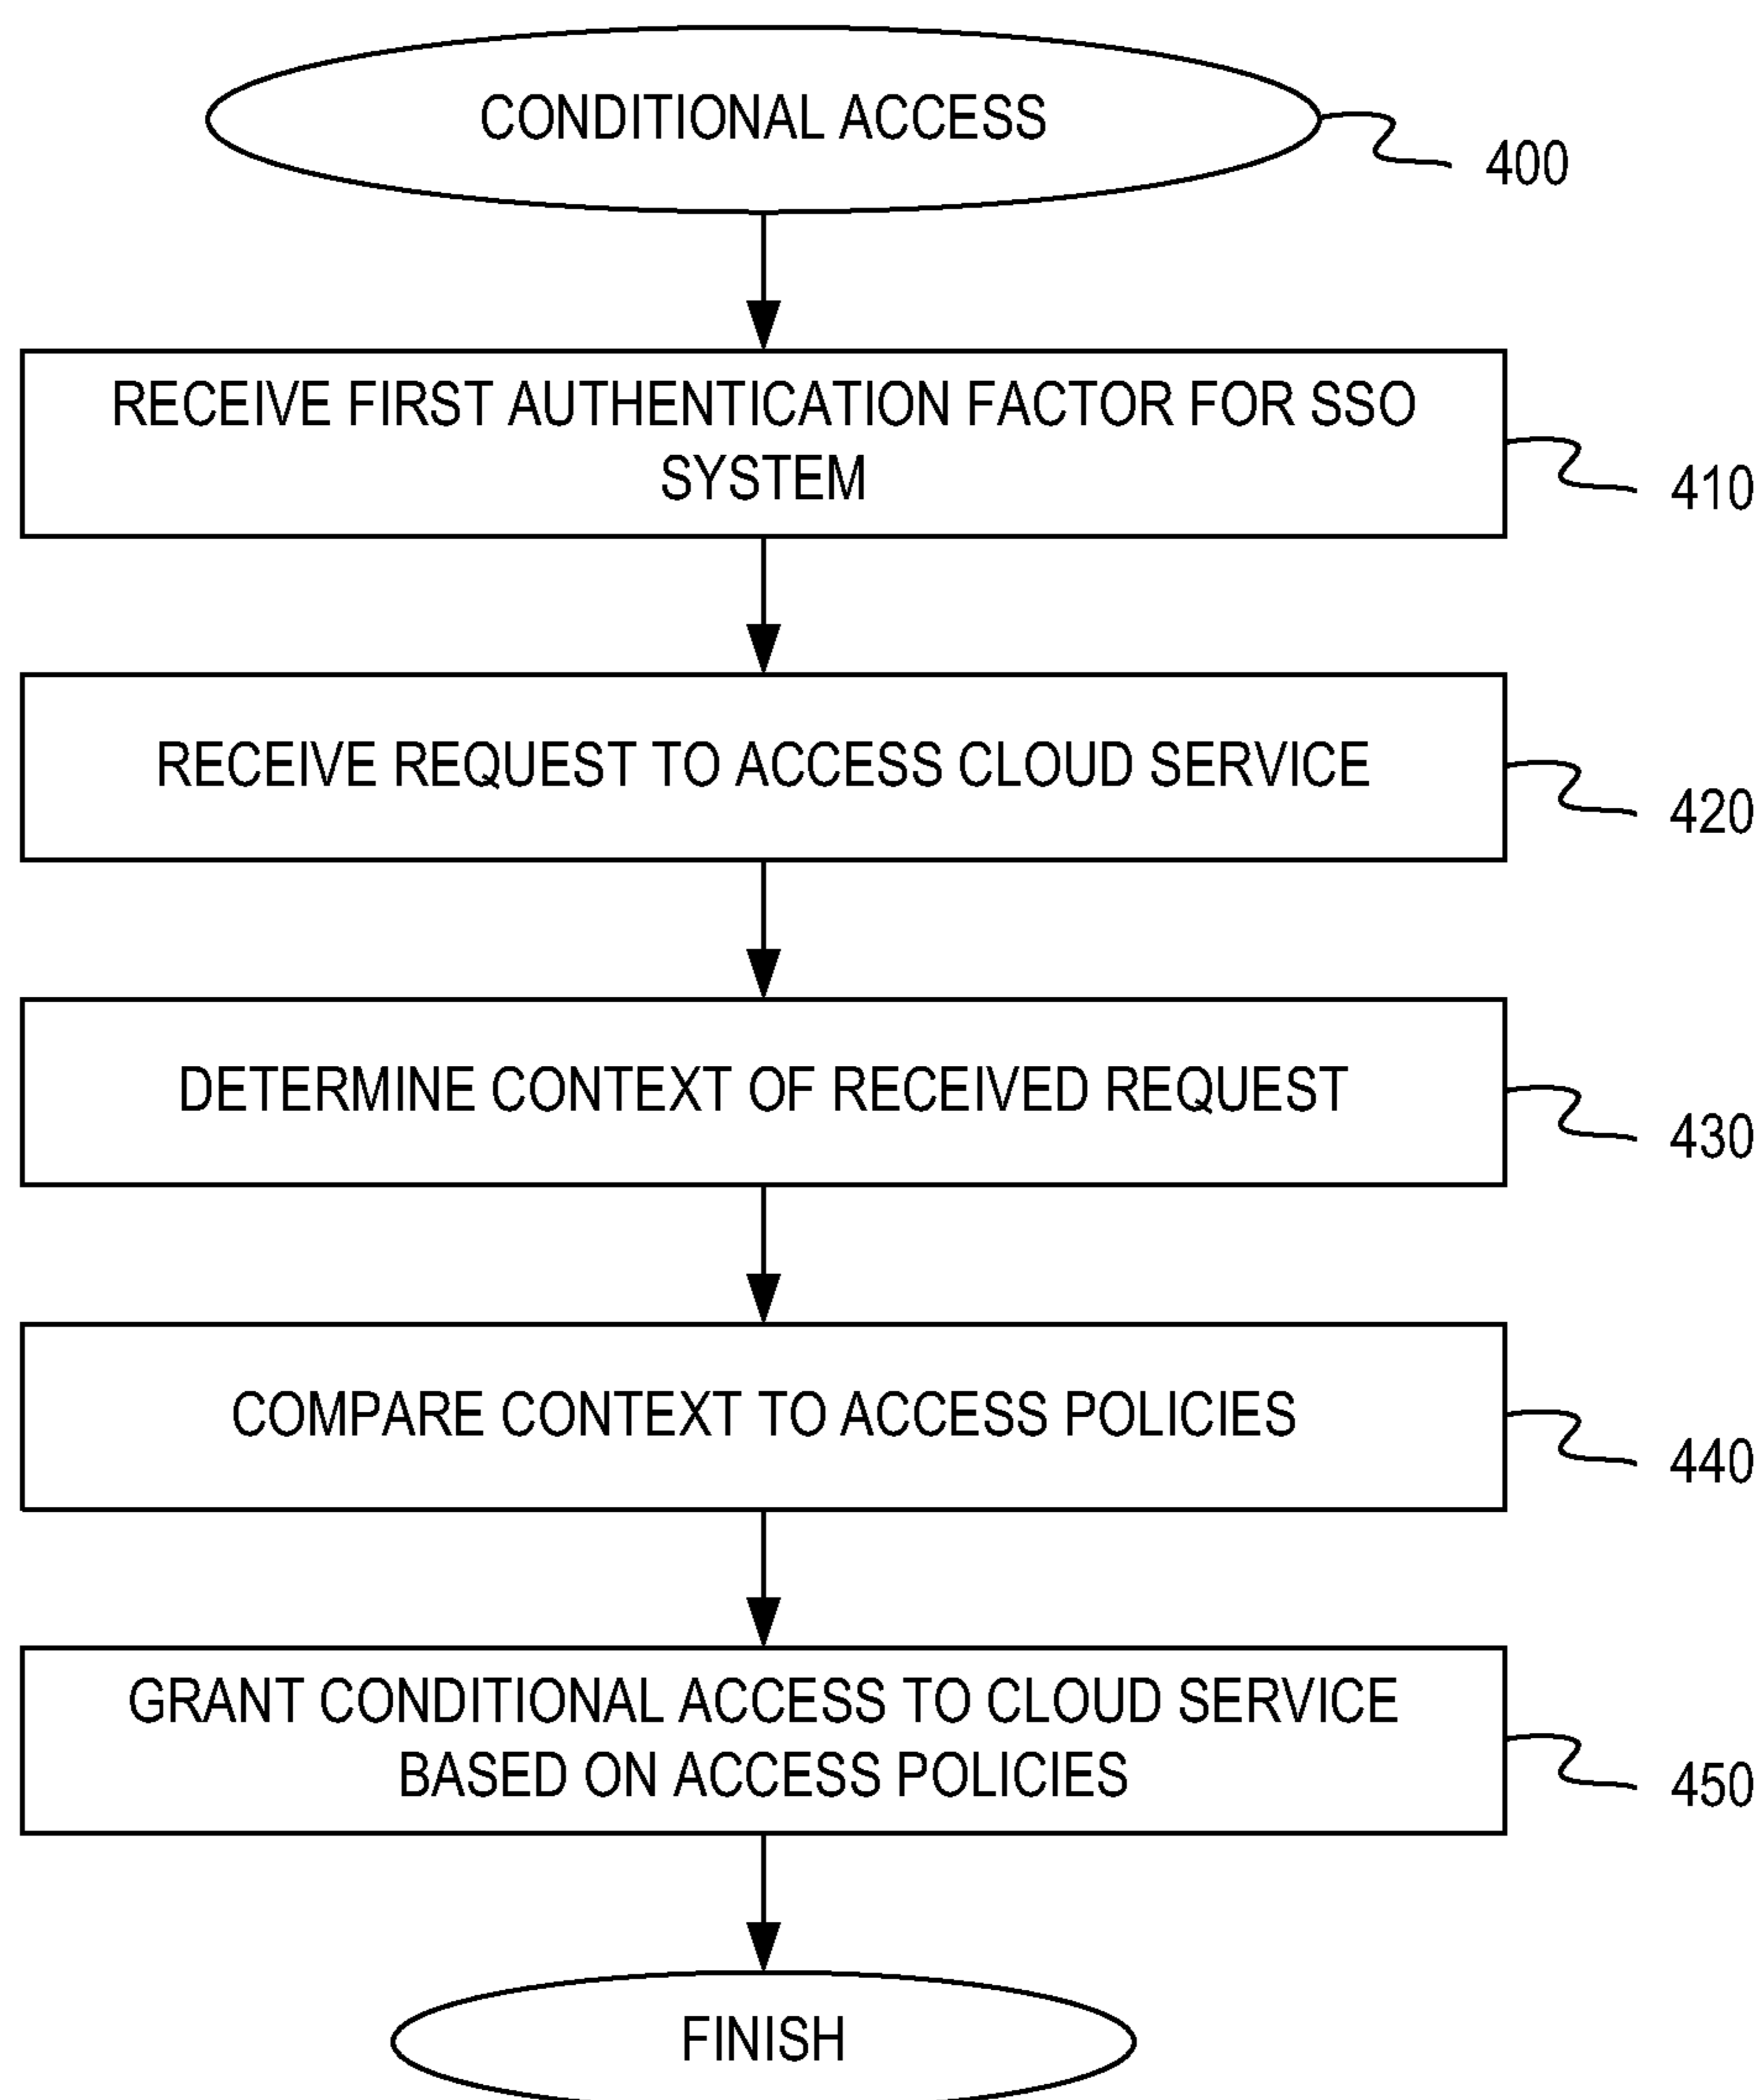 CONDITIONAL ACCESS
400
RECEIVE FIRST AUTHENTICATION FACTOR FOR SSO
SYSTEM
410
RECEIVE REQUEST TO ACCESS CLOUD SERVICE
420
DETERMINE CONTEXT OF RECEIVED REQUEST
430
COMPARE CONTEXT TO ACCESS POLICIES
440
GRANT CONDITIONAL ACCESS TO CLOUD SERVICE
BASED ON ACCESS POLICIES
450
FINISH